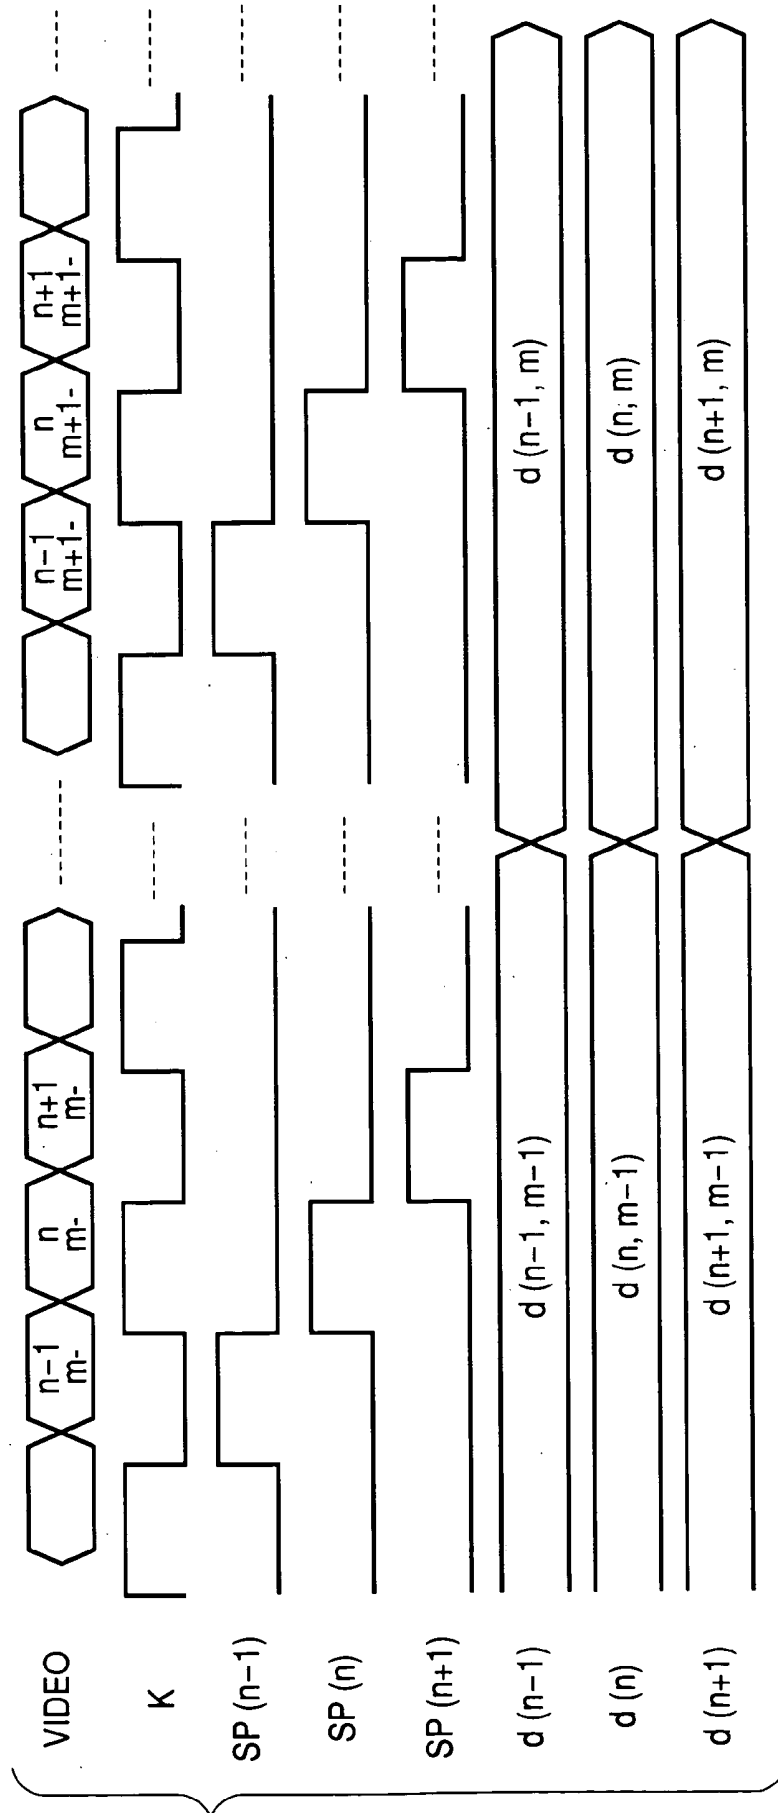 VIDEO
n-1
m-
n
m-
n+1
m-
n-1
m+1-
n
m+1-
n+1
m+1-
K
SP (n-1)
SP (n)
SP (n+1)
d (n-1)
d (n-1, m-1)
d (n-1, m)
d (n)
d (n, m-1)
d (n, m)
d (n+1)
d (n+1, m-1)
d (n+1, m)